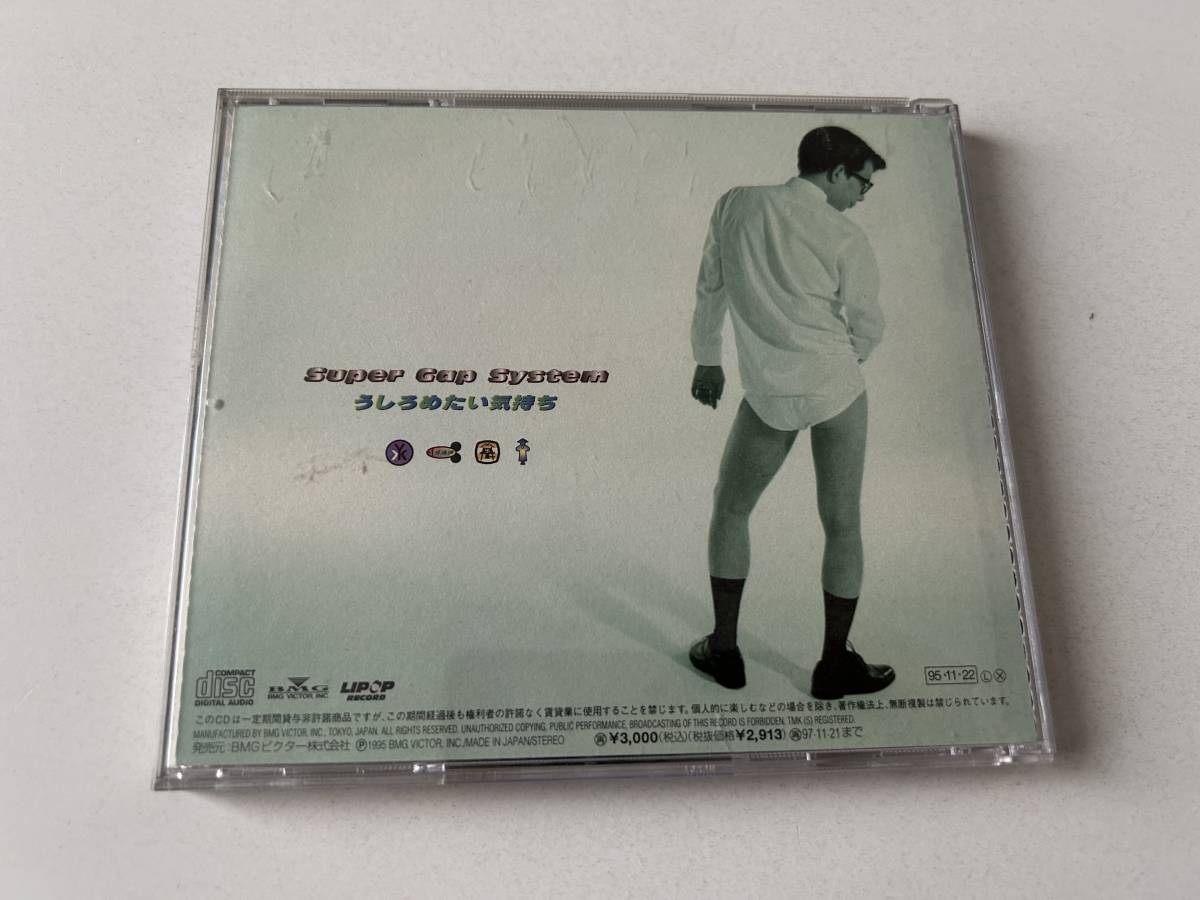 Super Gap System
うしろめたい気持ち
COMPACT
disc
DIGITAL AUDIO
BMG
BMG VICTOR, INC.
LIPOP
RECORD
95・11・22 Ⓛ Ⓧ
このCDは一定期間貸与非許諾商品ですが、この期間経過後も権利者の許諾なく賃貸業に使用することを禁じます。個人的に楽しむなどの場合を除き、著作権法上、無断複製は禁じられています。
MANUFACTURED BY BMG VICTOR, INC., TOKYO, JAPAN. ALL RIGHTS RESERVED. UNAUTHORIZED COPYING, PUBLIC PERFORMANCE, BROADCASTING OF THIS RECORD IS FORBIDDEN. TMK (S) REGISTERED.
発売元:BMGビクター株式会社 Ⓟ1995 BMG VICTOR, INC./MADE IN JAPAN/STEREO ¥3,000(税込)(税抜価格¥2,913) 97・11・21まで